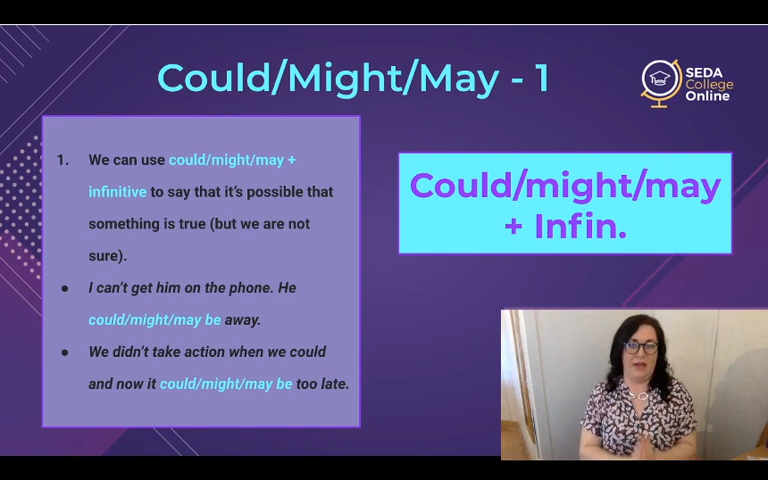 Could/Might/May - 1
SEDA
College
Online
1. We can use could/might/may +
infinitive to say that it's possible that
something is true (but we are not
sure).
● I can't get him on the phone. He
could/might/may be away.
● We didn't take action when we could
and now it could/might/may be too late.
Could/might/may
+ Infin.